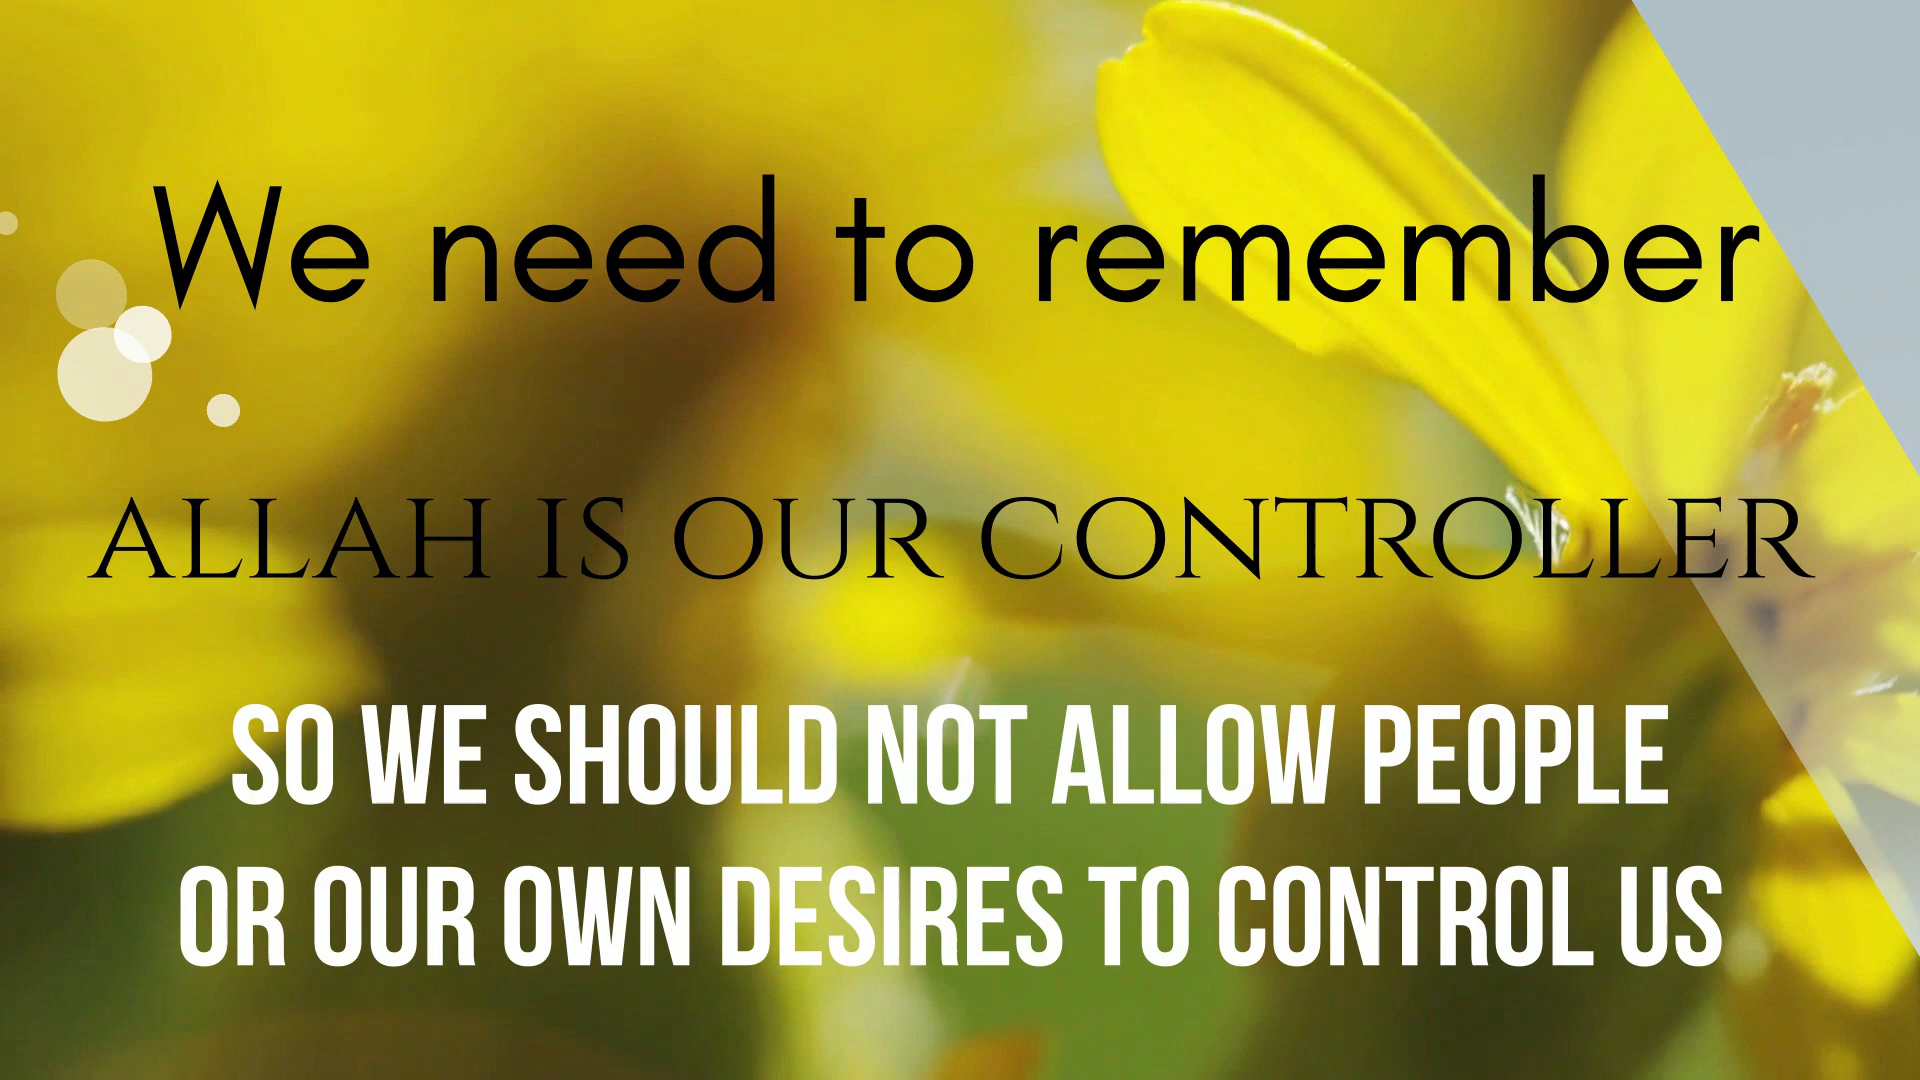 We need to remember
ALLAH IS OUR CONTROLLER
SO WE SHOULD NOT ALLOW PEOPLE
OR OUR OWN DESIRES TO CONTROL US